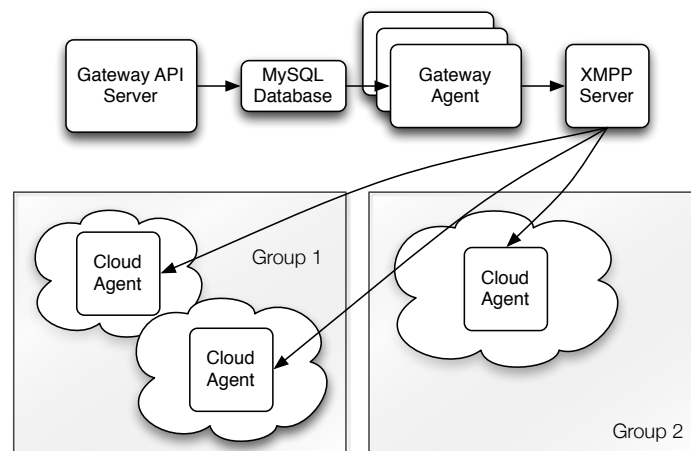 Gateway API
Server
MySQL
Database
Gateway
Agent
XMPP
Server
Group 1
Cloud
Agent
Cloud
Agent
Cloud
Agent
Group 2